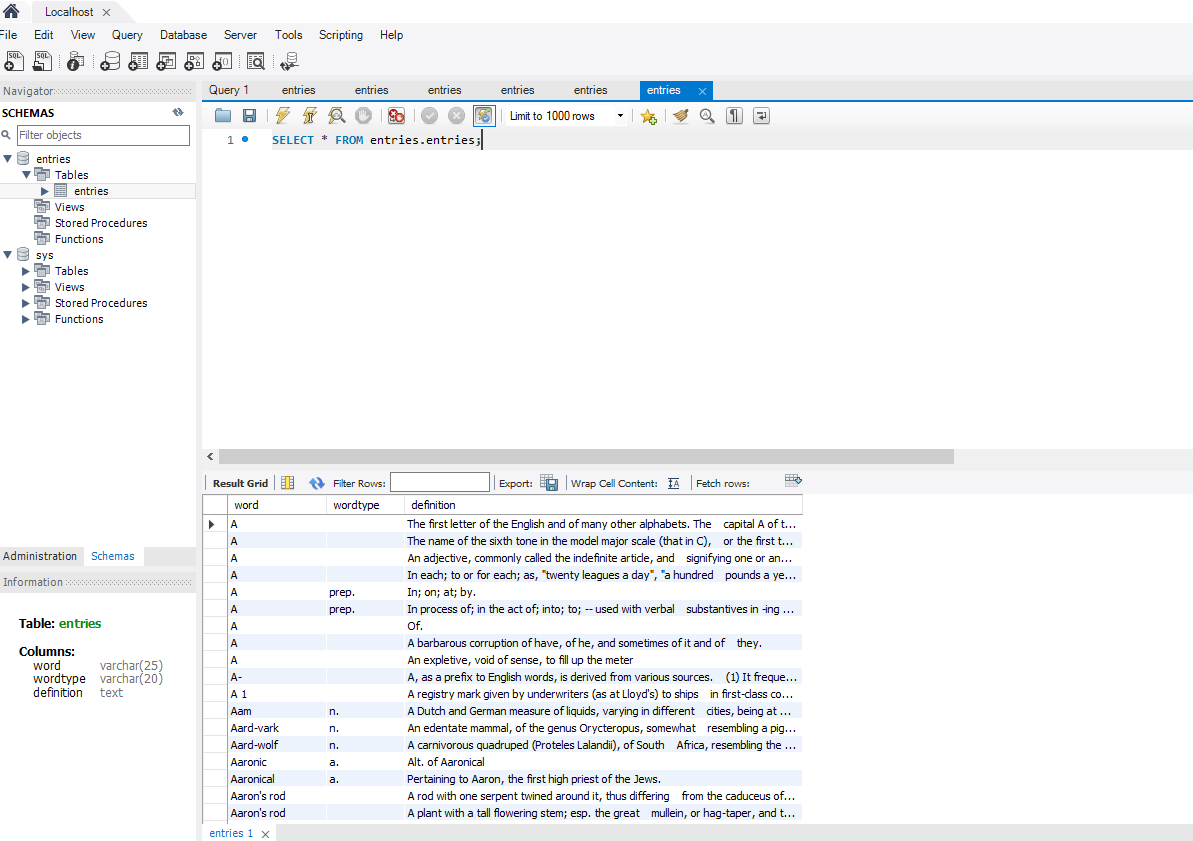 Localhost
File Edit View Query Database Server Tools Scripting Help
Navigator
Query 1 entries entries entries entries entries entries
SCHEMAS
Limit to 1000 rows
Filter objects
1 SELECT * FROM entries.entries;
entries
Tables
entries
Views
Stored Procedures
Functions
sys
Tables
Views
Stored Procedures
Functions
Result Grid Filter Rows: Export: Wrap Cell Content: Fetch rows:
word wordtype definition
A The first letter of the English and of many other alphabets. The capital A of t...
A The name of the sixth tone in the model major scale (that in C), or the first t...
A An adjective, commonly called the indefinite article, and signifying one or an...
A In each; to or for each; as, "twenty leagues a day", "a hundred pounds a ye...
A prep. In; on; at; by.
A prep. In process of; in the act of; into; to; -- used with verbal substantives in -ing ...
A Of.
A A barbarous corruption of have, of he, and sometimes of it and of they.
A An expletive, void of sense, to fill up the meter
A- A, as a prefix to English words, is derived from various sources. (1) It freque...
A 1 A registry mark given by underwriters (as at Lloyd's) to ships in first-class co...
Aam n. A Dutch and German measure of liquids, varying in different cities, being at ...
Aard-vark n. An edentate mammal, of the genus Orycteropus, somewhat resembling a pig...
Aard-wolf n. A carnivorous quadruped (Proteles Lalandii), of South Africa, resembling the ...
Aaronic a. Alt. of Aaronical
Aaronical a. Pertaining to Aaron, the first high priest of the Jews.
Aaron's rod A rod with one serpent twined around it, thus differing from the caduceus of...
Aaron's rod A plant with a tall flowering stem; esp. the great mullein, or hag-taper, and t...
entries 1
Administration Schemas
Information
Table: entries
Columns:
word varchar(25)
wordtype varchar(20)
definition text